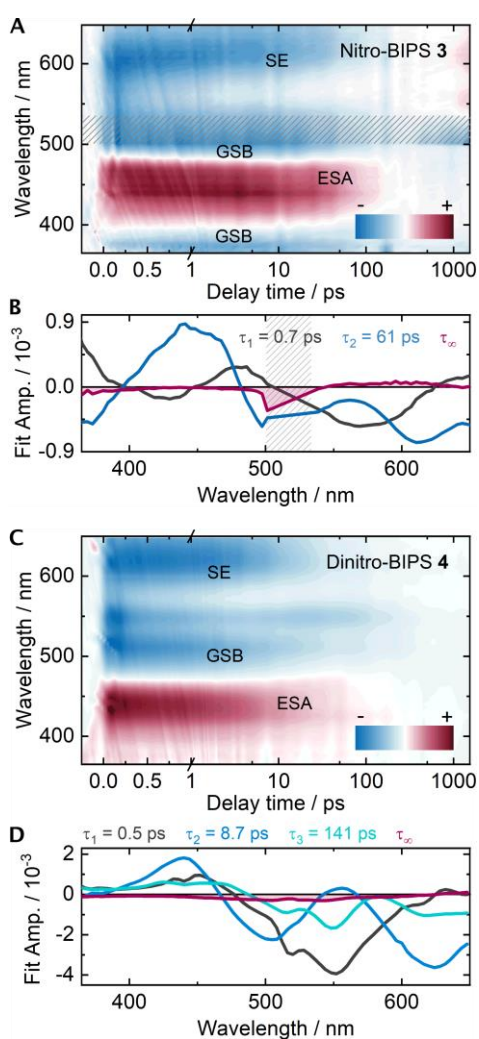 A
600
500
400
Wavelength / nm
SE
Nitro-BIPS 3
GSB
ESA
GSB
- +
0.0 0.5 1 10 100 1000
Delay time / ps
B
0.9
0.0
-0.9
Fit Amp. / 10⁻³
τ₁ = 0.7 ps τ₂ = 61 ps τ∞
400 500 600
Wavelength / nm
C
600
500
400
Wavelength / nm
SE
Dinitro-BIPS 4
GSB
ESA
- +
0.0 0.5 1 10 100 1000
Delay time / ps
D
τ₁ = 0.5 ps τ₂ = 8.7 ps τ₃ = 141 ps τ∞
2
0
-2
-4
Fit Amp. / 10⁻³
400 500 600
Wavelength / nm